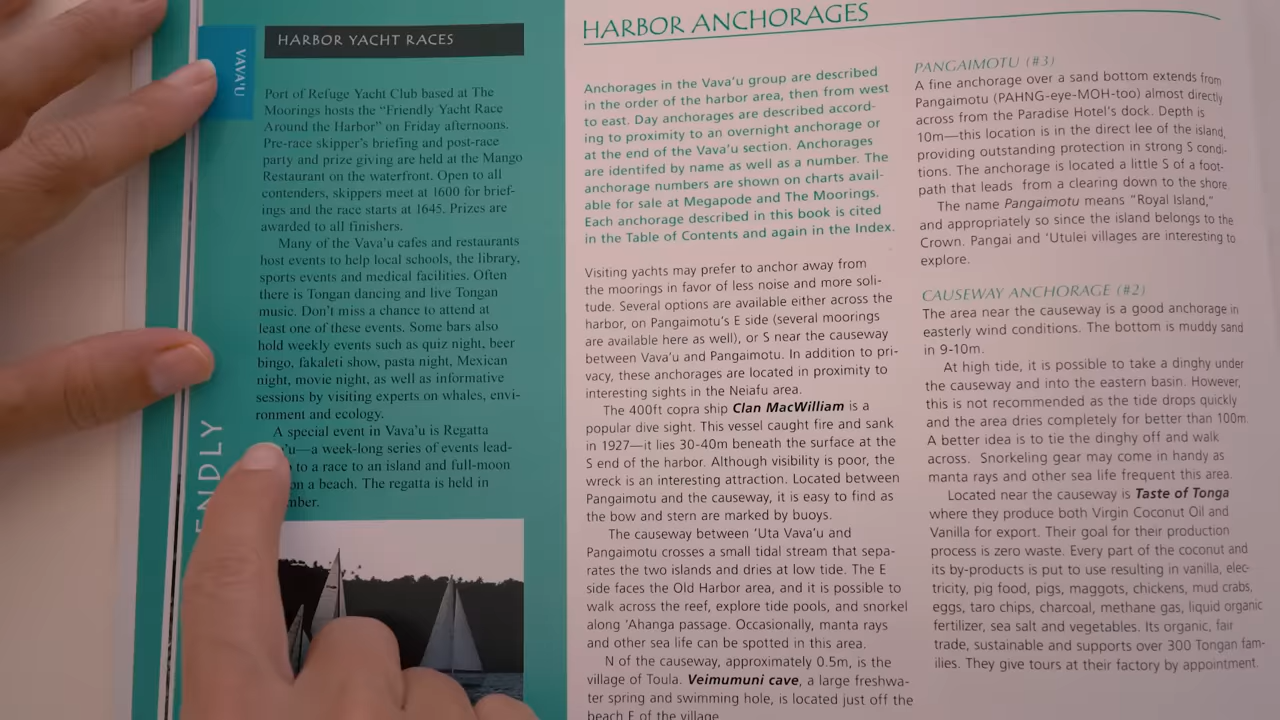 VAVA'U
HARBOR YACHT RACES
Port of Refuge Yacht Club based at The
Moorings hosts the “Friendly Yacht Race
Around the Harbor” on Friday afternoons.
Pre-race skipper’s briefing and post-race
party and prize giving are held at the Mango
Restaurant on the waterfront. Open to all
contenders, skippers meet at 1600 for brief-
ings and the race starts at 1645. Prizes are
awarded to all finishers.
Many of the Vava’u cafes and restaurants
host events to help local schools, the library,
sports events and medical facilities. Often
there is Tongan dancing and live Tongan
music. Don’t miss a chance to attend at
least one of these events. Some bars also
hold weekly events such as quiz night, beer
bingo, fakaleti show, pasta night, Mexican
night, movie night, as well as informative
sessions by visiting experts on whales, envi-
ronment and ecology.
A special event in Vava’u is Regatta
’u—a week-long series of events lead-
to a race to an island and full-moon
on a beach. The regatta is held in
mber.
ENDLY
HARBOR ANCHORAGES
Anchorages in the Vava’u group are described
in the order of the harbor area, then from west
to east. Day anchorages are described accord-
ing to proximity to an overnight anchorage or
at the end of the Vava’u section. Anchorages
are identifed by name as well as a number. The
anchorage numbers are shown on charts avail-
able for sale at Megapode and The Moorings.
Each anchorage described in this book is cited
in the Table of Contents and again in the Index.
Visiting yachts may prefer to anchor away from
the moorings in favor of less noise and more soli-
tude. Several options are available either across the
harbor, on Pangaimotu’s E side (several moorings
are available here as well), or S near the causeway
between Vava’u and Pangaimotu. In addition to pri-
vacy, these anchorages are located in proximity to
interesting sights in the Neiafu area.
The 400ft copra ship Clan MacWilliam is a
popular dive sight. This vessel caught fire and sank
in 1927—it lies 30-40m beneath the surface at the
S end of the harbor. Although visibility is poor, the
wreck is an interesting attraction. Located between
Pangaimotu and the causeway, it is easy to find as
the bow and stern are marked by buoys.
The causeway between ‘Uta Vava’u and
Pangaimotu crosses a small tidal stream that sepa-
rates the two islands and dries at low tide. The E
side faces the Old Harbor area, and it is possible to
walk across the reef, explore tide pools, and snorkel
along ‘Ahanga passage. Occasionally, manta rays
and other sea life can be spotted in this area.
N of the causeway, approximately 0.5m, is the
village of Toula. Veimumuni cave, a large freshwa-
ter spring and swimming hole, is located just off the
beach E of the village
PANGAIMOTU (#3)
A fine anchorage over a sand bottom extends from
Pangaimotu (PAHNG-eye-MOH-too) almost directly
across from the Paradise Hotel’s dock. Depth is
10m—this location is in the direct lee of the island,
providing outstanding protection in strong S condi-
tions. The anchorage is located a little S of a foot-
path that leads from a clearing down to the shore.
The name Pangaimotu means “Royal Island,”
and appropriately so since the island belongs to the
Crown. Pangai and ‘Utulei villages are interesting to
explore.
CAUSEWAY ANCHORAGE (#2)
The area near the causeway is a good anchorage in
easterly wind conditions. The bottom is muddy sand
in 9-10m.
At high tide, it is possible to take a dinghy under
the causeway and into the eastern basin. However,
this is not recommended as the tide drops quickly
and the area dries completely for better than 100m.
A better idea is to tie the dinghy off and walk
across. Snorkeling gear may come in handy as
manta rays and other sea life frequent this area.
Located near the causeway is Taste of Tonga
where they produce both Virgin Coconut Oil and
Vanilla for export. Their goal for their production
process is zero waste. Every part of the coconut and
its by-products is put to use resulting in vanilla, elec-
tricity, pig food, pigs, maggots, chickens, mud crabs,
eggs, taro chips, charcoal, methane gas, liquid organic
fertilizer, sea salt and vegetables. Its organic, fair
trade, sustainable and supports over 300 Tongan fam-
ilies. They give tours at their factory by appointment.